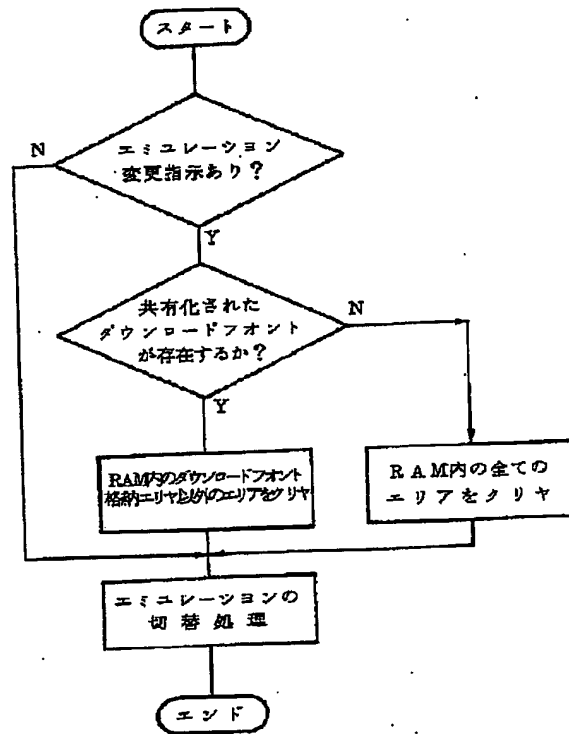 スタート
N
エミユレーション
変更指示あり？
Y
共有化された
ダウンロードフォント
が存在するか？
N
Y
RAM内のダウンロードフォント
格納エリヤ以外のエリアをクリヤ
RAM内の全ての
エリアをクリヤ
エミユレーションの
切替処理
エンド